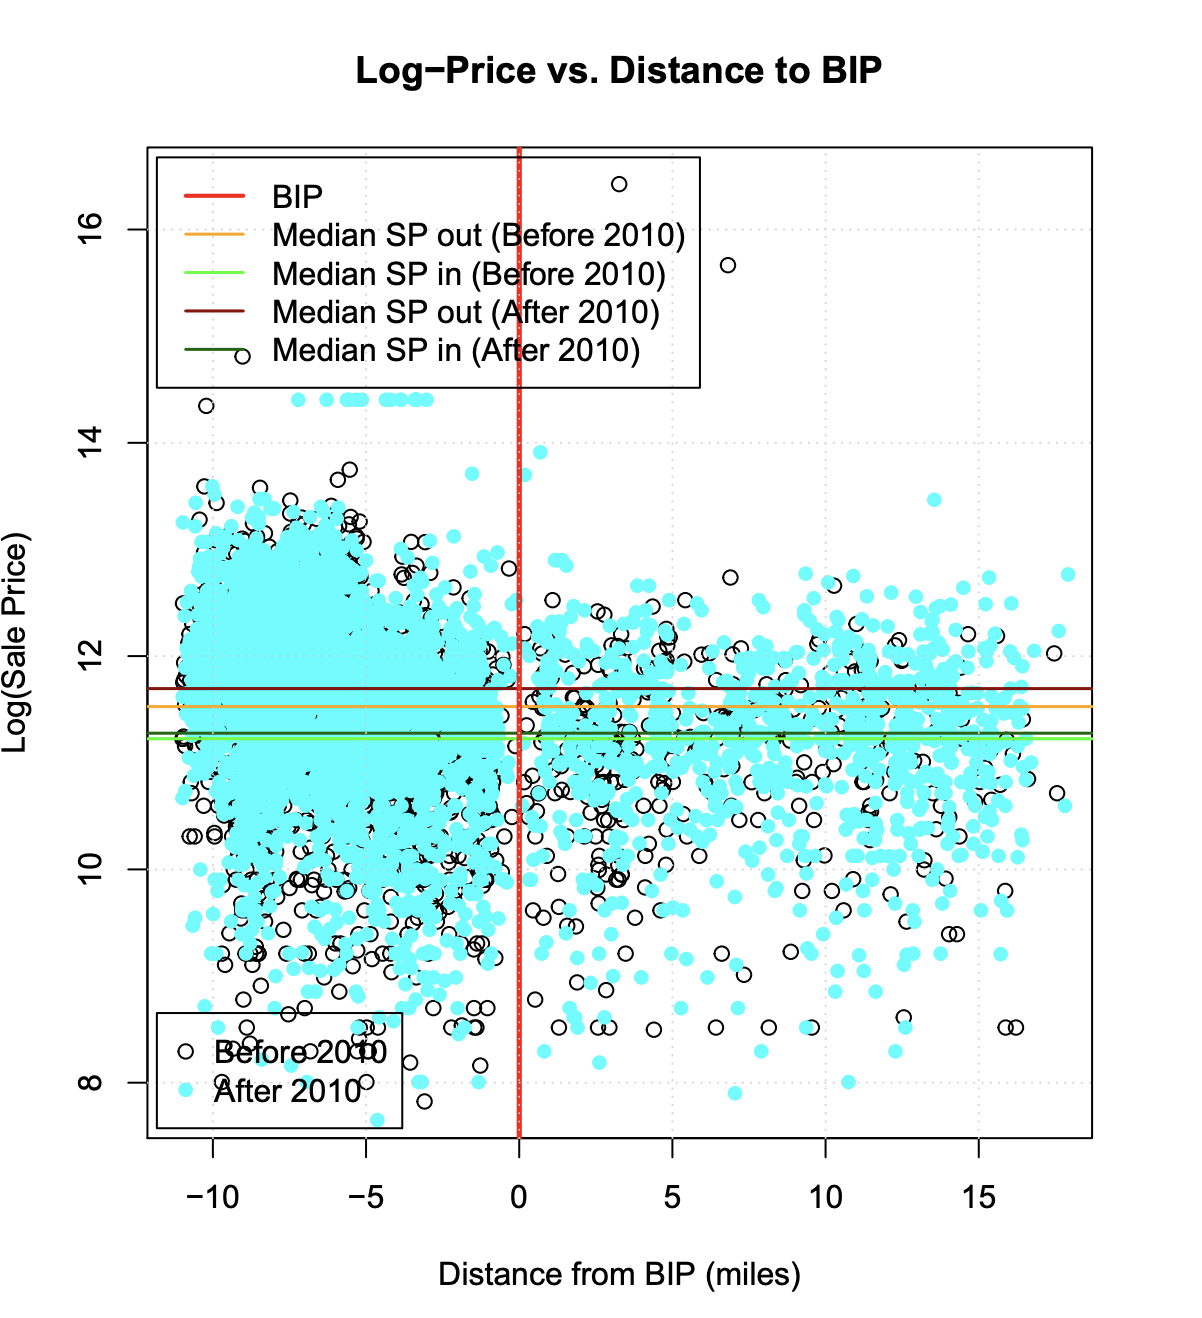 Log−Price vs. Distance to BIP
BIP
Median SP out (Before 2010)
Median SP in (Before 2010)
Median SP out (After 2010)
Median SP in (After 2010)
16
14
12
10
8
Log(Sale Price)
Before 2010
After 2010
−10 −5 0 5 10 15
Distance from BIP (miles)